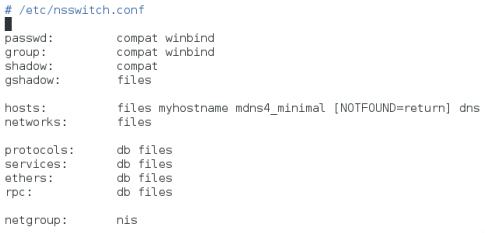 # /etc/nsswitch.conf
passwd: compat winbind
group: compat winbind
shadow: compat
gshadow: files
hosts: files myhostname mdns4_minimal [NOTFOUND=return] dns
networks: files
protocols: db files
services: db files
ethers: db files
rpc: db files
netgroup: nis